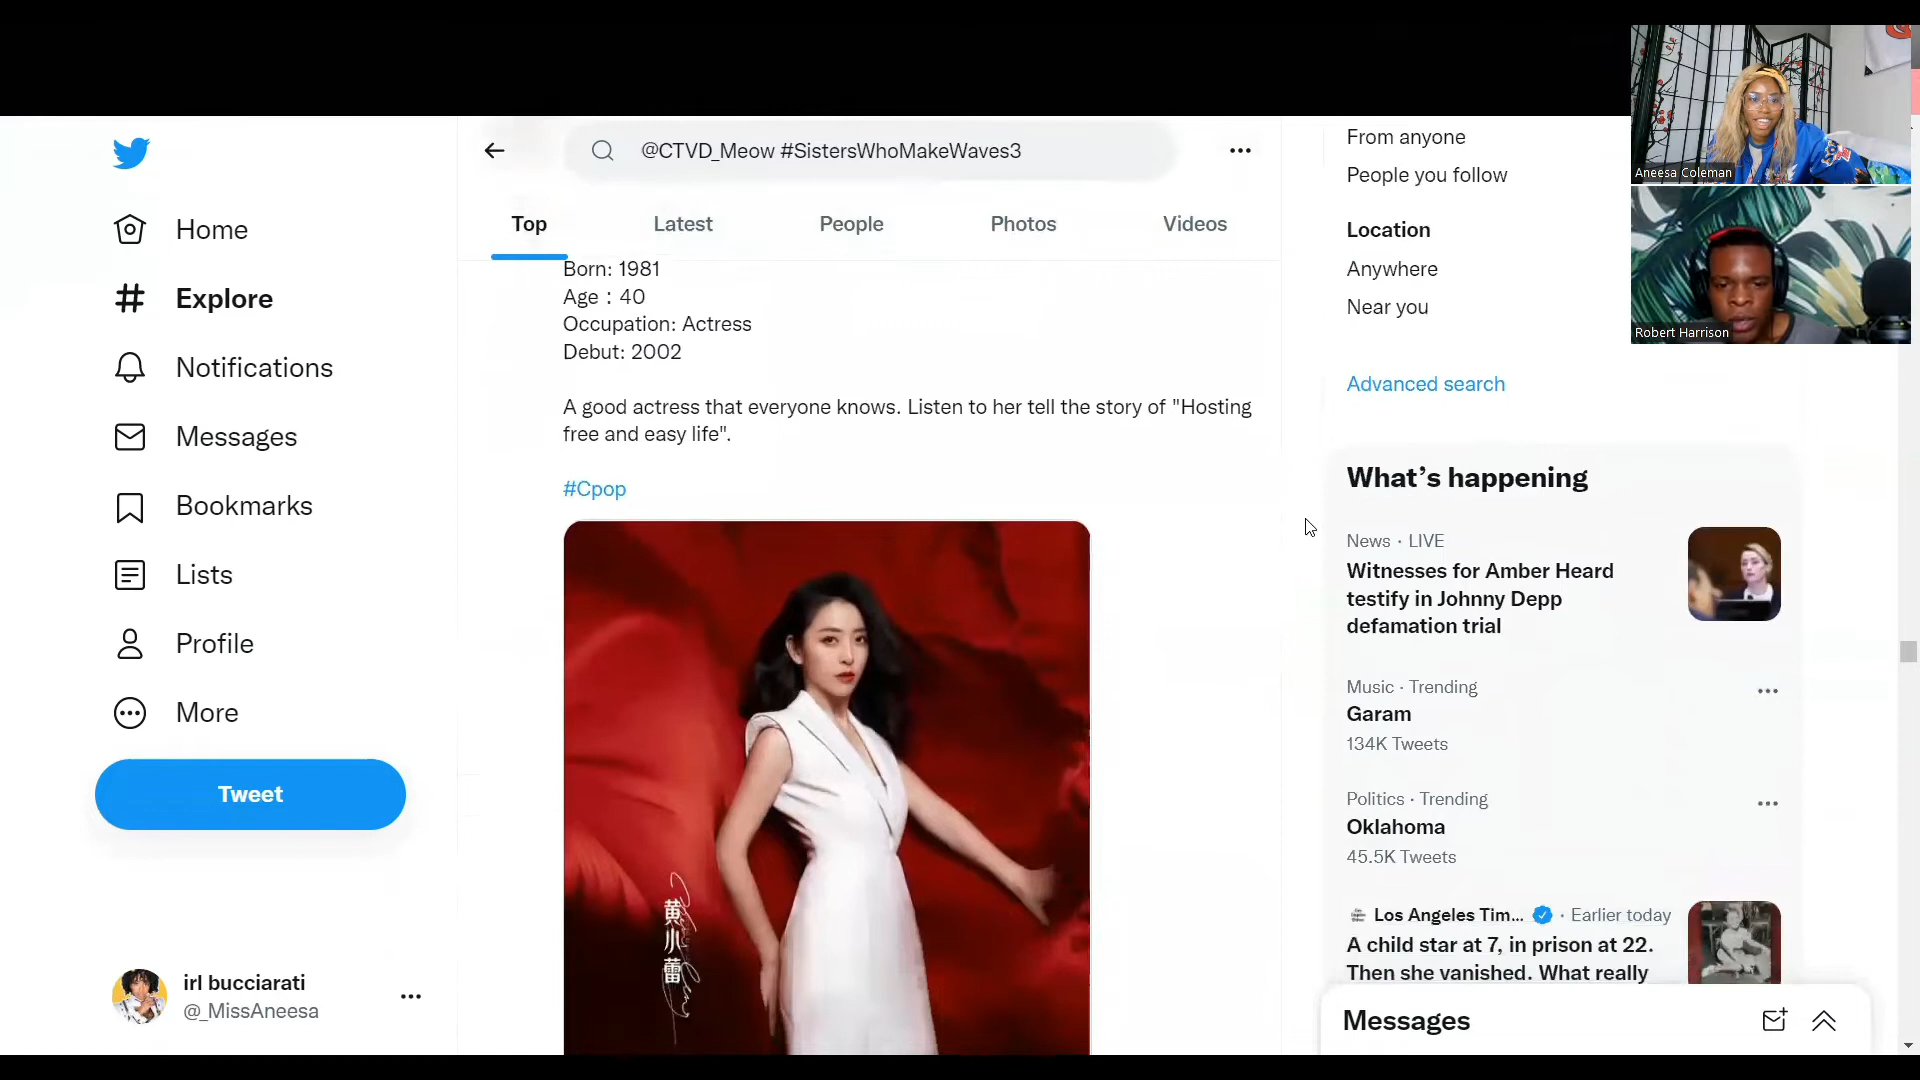 @CTVD_Meow #SistersWhoMakeWaves3
Top
Latest
People
Photos
Videos
Home
Explore
Notifications
Messages
Bookmarks
Lists
Profile
More
Tweet
irl bucciarati
@_MissAneesa
Born: 1981
Age : 40
Occupation: Actress
Debut: 2002
A good actress that everyone knows. Listen to her tell the story of "Hosting
free and easy life".
#Cpop
黄小蕾
From anyone
People you follow
Location
Anywhere
Near you
Advanced search
What's happening
News · LIVE
Witnesses for Amber Heard
testify in Johnny Depp
defamation trial
Music · Trending
Garam
134K Tweets
Politics · Trending
Oklahoma
45.5K Tweets
Los Angeles Tim... · Earlier today
A child star at 7, in prison at 22.
Then she vanished. What really
Messages
Aneesa Coleman
Robert Harrison